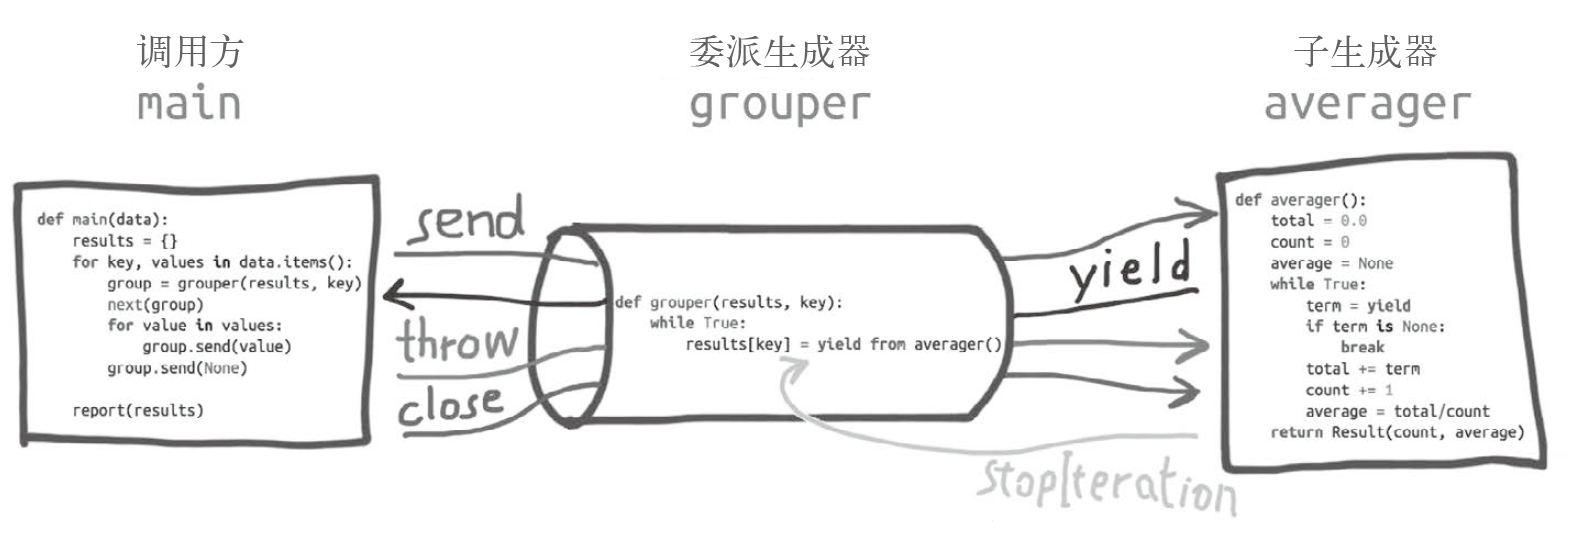 调用方
main
委派生成器
grouper
子生成器
averager
def main(data):
    results = {}
    for key, values in data.items():
        group = grouper(results, key)
        next(group)
        for value in values:
            group.send(value)
        group.send(None)
    report(results)
send
throw
close
def grouper(results, key):
    while True:
        results[key] = yield from averager()
yield
StopIteration
def averager():
    total = 0.0
    count = 0
    average = None
    while True:
        term = yield
        if term is None:
            break
        total += term
        count += 1
        average = total/count
    return Result(count, average)